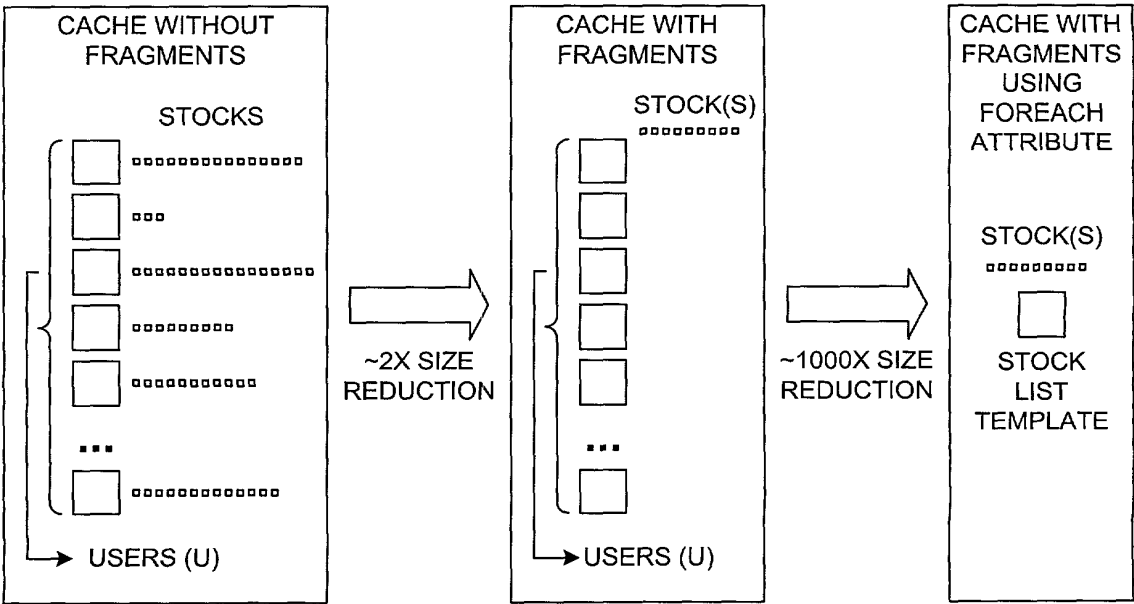 CACHE WITHOUT
FRAGMENTS
STOCKS
...
USERS (U)
~2X SIZE
REDUCTION
CACHE WITH
FRAGMENTS
STOCK(S)
...
USERS (U)
~1000X SIZE
REDUCTION
CACHE WITH
FRAGMENTS
USING
FOREACH
ATTRIBUTE
STOCK(S)
STOCK
LIST
TEMPLATE